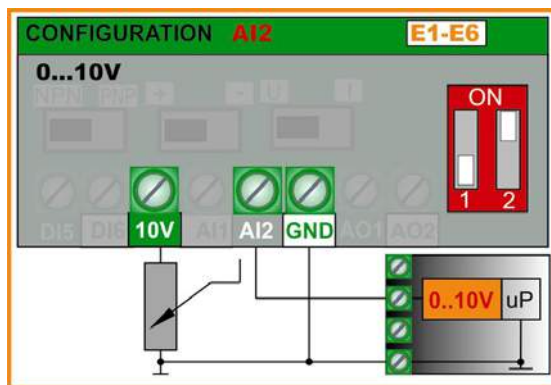 CONFIGURATION AI2 E1-E6
0...10V
NPN PNP U I
ON
1 2
DI5 DI6 10V AI1 AI2 GND AO1 AO2
0..10V uP